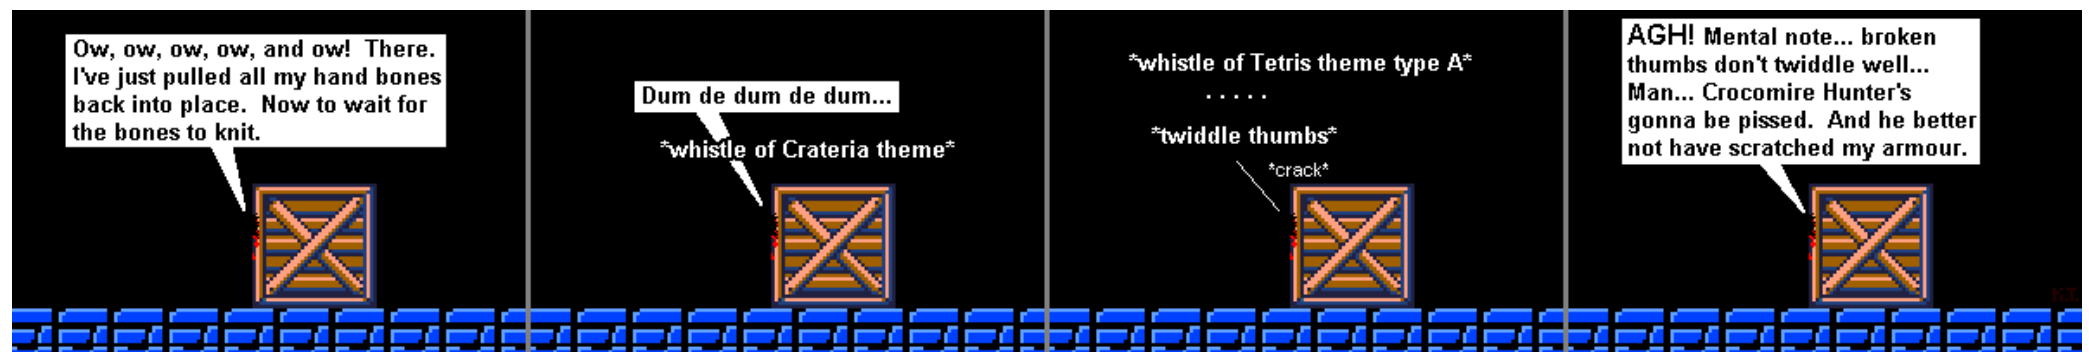 Ow, ow, ow, ow, and ow!  There.
I've just pulled all my hand bones
back into place.  Now to wait for
the bones to knit.
Dum de dum de dum...
*whistle of Crateria theme*
*whistle of Tetris theme type A*
. . . . .
*twiddle thumbs*
*crack*
AGH! Mental note... broken
thumbs don't twiddle well...
Man... Crocomire Hunter's
gonna be pissed.  And he better
not have scratched my armour.